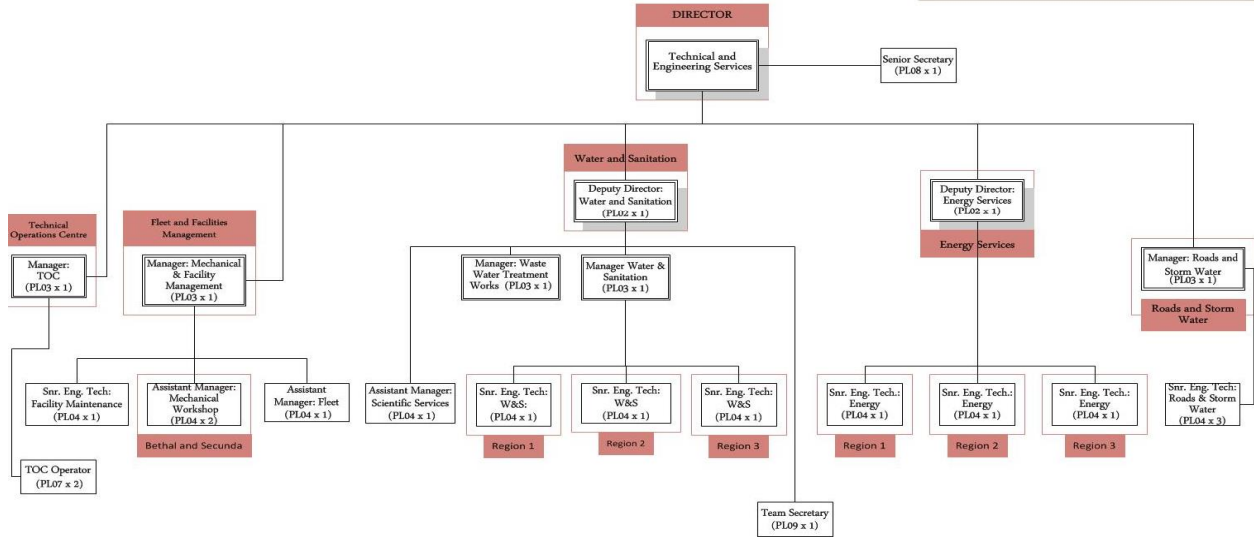 DIRECTOR
Technical and
Engineering Services
Senior Secretary
(PL08 x 1)
Water and Sanitation
Deputy Director:
Water and Sanitation
(PL02 x 1)
Deputy Director:
Energy Services
(PL02 x 1)
Energy Services
Technical
Operations Centre
Manager:
TOC
(PL03 x 1)
Fleet and Facilities
Management
Manager: Mechanical
& Facility
Management
(PL03 x 1)
Manager: Waste
Water Treatment
Works (PL03 x 1)
Manager Water &
Sanitation
(PL03 x 1)
Manager: Roads and
Storm Water
(PL03 x 1)
Roads and Storm
Water
Snr. Eng. Tech:
Facility Maintenance
(PL04 x 1)
Assistant Manager:
Mechanical
Workshop
(PL04 x 2)
Bethal and Secunda
Assistant
Manager: Fleet
(PL04 x 1)
Assistant Manager:
Scientific Services
(PL04 x 1)
Snr. Eng. Tech:
W&S:
(PL04 x 1)
Region 1
Snr. Eng. Tech:
W&S
(PL04 x 1)
Region 2
Snr. Eng. Tech:
W&S
(PL04 x 1)
Region 3
Snr. Eng. Tech.:
Energy
(PL04 x 1)
Region 1
Snr. Eng. Tech.:
Energy
(PL04 x 1)
Region 2
Snr. Eng. Tech.:
Energy
(PL04 x 1)
Region 3
Snr. Eng. Tech:
Roads & Storm
Water
(PL04 x 3)
TOC Operator
(PL07 x 2)
Team Secretary
(PL09 x 1)